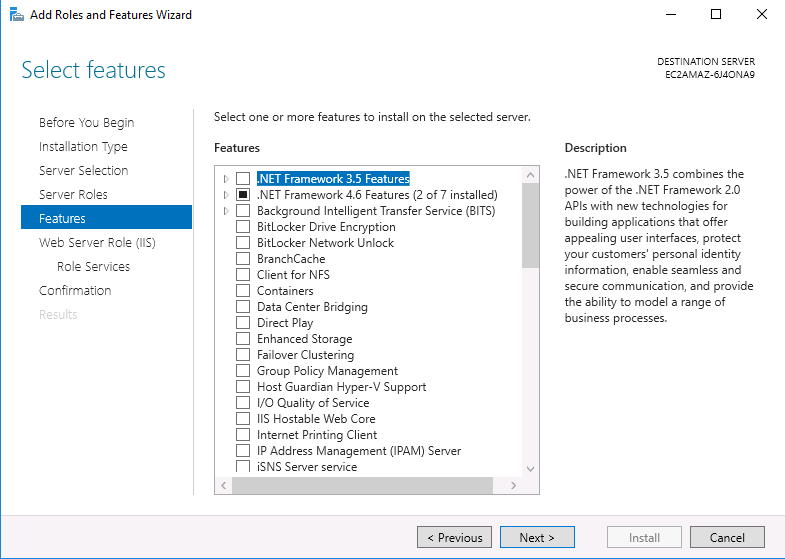 Add Roles and Features Wizard
Select features
DESTINATION SERVER
EC2AMAZ-6J4ONA9
Before You Begin
Installation Type
Server Selection
Server Roles
Features
Web Server Role (IIS)
Role Services
Confirmation
Results
Select one or more features to install on the selected server.
Features
.NET Framework 3.5 Features
.NET Framework 4.6 Features (2 of 7 installed)
Background Intelligent Transfer Service (BITS)
BitLocker Drive Encryption
BitLocker Network Unlock
BranchCache
Client for NFS
Containers
Data Center Bridging
Direct Play
Enhanced Storage
Failover Clustering
Group Policy Management
Host Guardian Hyper-V Support
I/O Quality of Service
IIS Hostable Web Core
Internet Printing Client
IP Address Management (IPAM) Server
iSNS Server service
Description
.NET Framework 3.5 combines the
power of the .NET Framework 2.0
APIs with new technologies for
building applications that offer
appealing user interfaces, protect
your customers' personal identity
information, enable seamless and
secure communication, and provide
the ability to model a range of
business processes.
< Previous
Next >
Install
Cancel